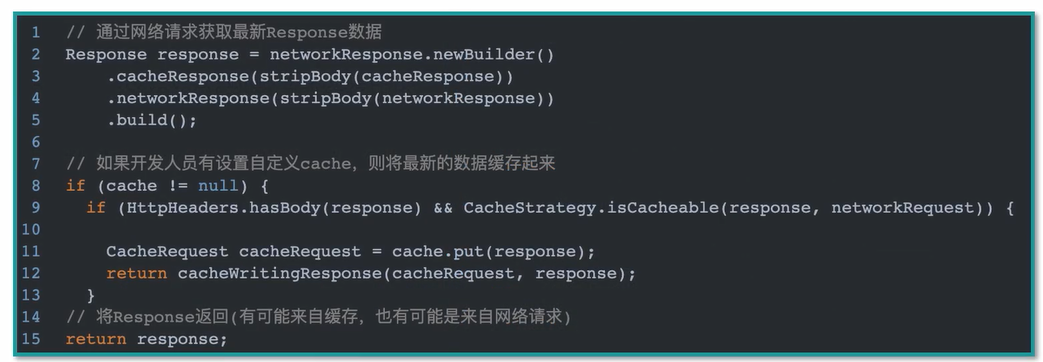 1 // 通过网络请求获取最新Response数据
2 Response response = networkResponse.newBuilder()
3     .cacheResponse(stripBody(cacheResponse))
4     .networkResponse(stripBody(networkResponse))
5     .build();
6
7 // 如果开发人员有设置自定义cache，则将最新的数据缓存起来
8 if (cache != null) {
9   if (HttpHeaders.hasBody(response) && CacheStrategy.isCacheable(response, networkRequest)) {
10
11     CacheRequest cacheRequest = cache.put(response);
12     return cacheWritingResponse(cacheRequest, response);
13   }
14 // 将Response返回(有可能来自缓存，也有可能是来自网络请求)
15 return response;